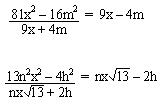 81x² – 16m² / 9x + 4m = 9x – 4m
13n²x² – 4h² / nx√13 + 2h = nx√13 – 2h